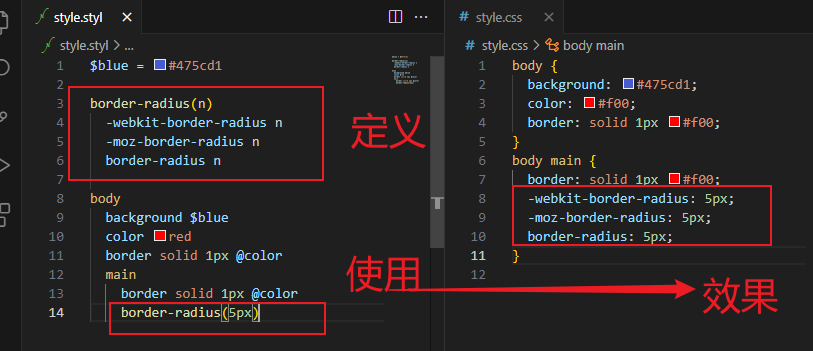 style.styl
style.styl > ...
1 $blue = #475cd1
2
3 border-radius(n)
4 -webkit-border-radius n
5 -moz-border-radius n
6 border-radius n
7
8 body
9 background $blue
10 color red
11 border solid 1px @color
12 main
13 border solid 1px @color
14 border-radius(5px)
定义
使用
style.css
# style.css > body main
1 body {
2 background: #475cd1;
3 color: #f00;
4 border: solid 1px #f00;
5 }
6 body main {
7 border: solid 1px #f00;
8 -webkit-border-radius: 5px;
9 -moz-border-radius: 5px;
10 border-radius: 5px;
11 }
12
效果